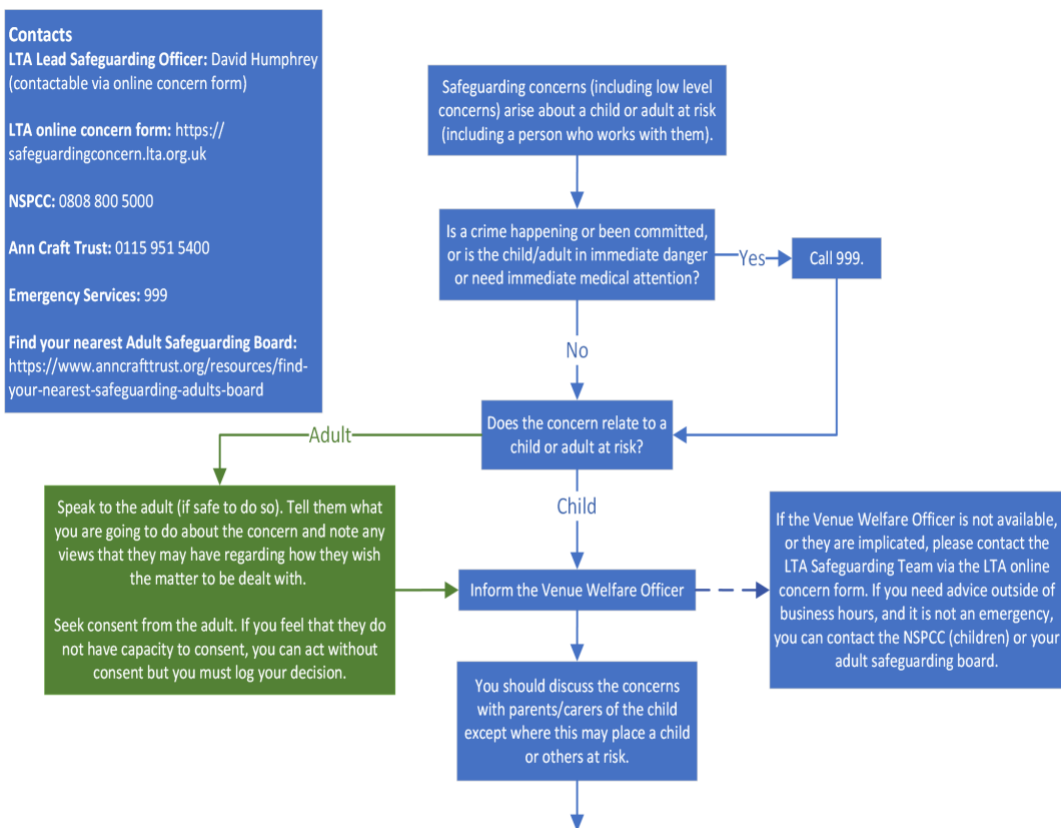 Contacts
LTA Lead Safeguarding Officer: David Humphrey
(contactable via online concern form)
LTA online concern form: https://
safeguardingconcern.lta.org.uk
NSPCC: 0808 800 5000
Ann Craft Trust: 0115 951 5400
Emergency Services: 999
Find your nearest Adult Safeguarding Board:
https://www.anncrafttrust.org/resources/find-
your-nearest-safeguarding-adults-board
Safeguarding concerns (including low level
concerns) arise about a child or adult at risk
(including a person who works with them).
Is a crime happening or been committed,
or is the child/adult in immediate danger
or need immediate medical attention?
Yes
Call 999.
No
Does the concern relate to a
child or adult at risk?
Adult
Speak to the adult (if safe to do so). Tell them what
you are going to do about the concern and note any
views that they may have regarding how they wish
the matter to be dealt with.
Seek consent from the adult. If you feel that they do
not have capacity to consent, you can act without
consent but you must log your decision.
Child
Inform the Venue Welfare Officer
If the Venue Welfare Officer is not available,
or they are implicated, please contact the
LTA Safeguarding Team via the LTA online
concern form. If you need advice outside of
business hours, and it is not an emergency,
you can contact the NSPCC (children) or your
adult safeguarding board.
You should discuss the concerns
with parents/carers of the child
except where this may place a child
or others at risk.